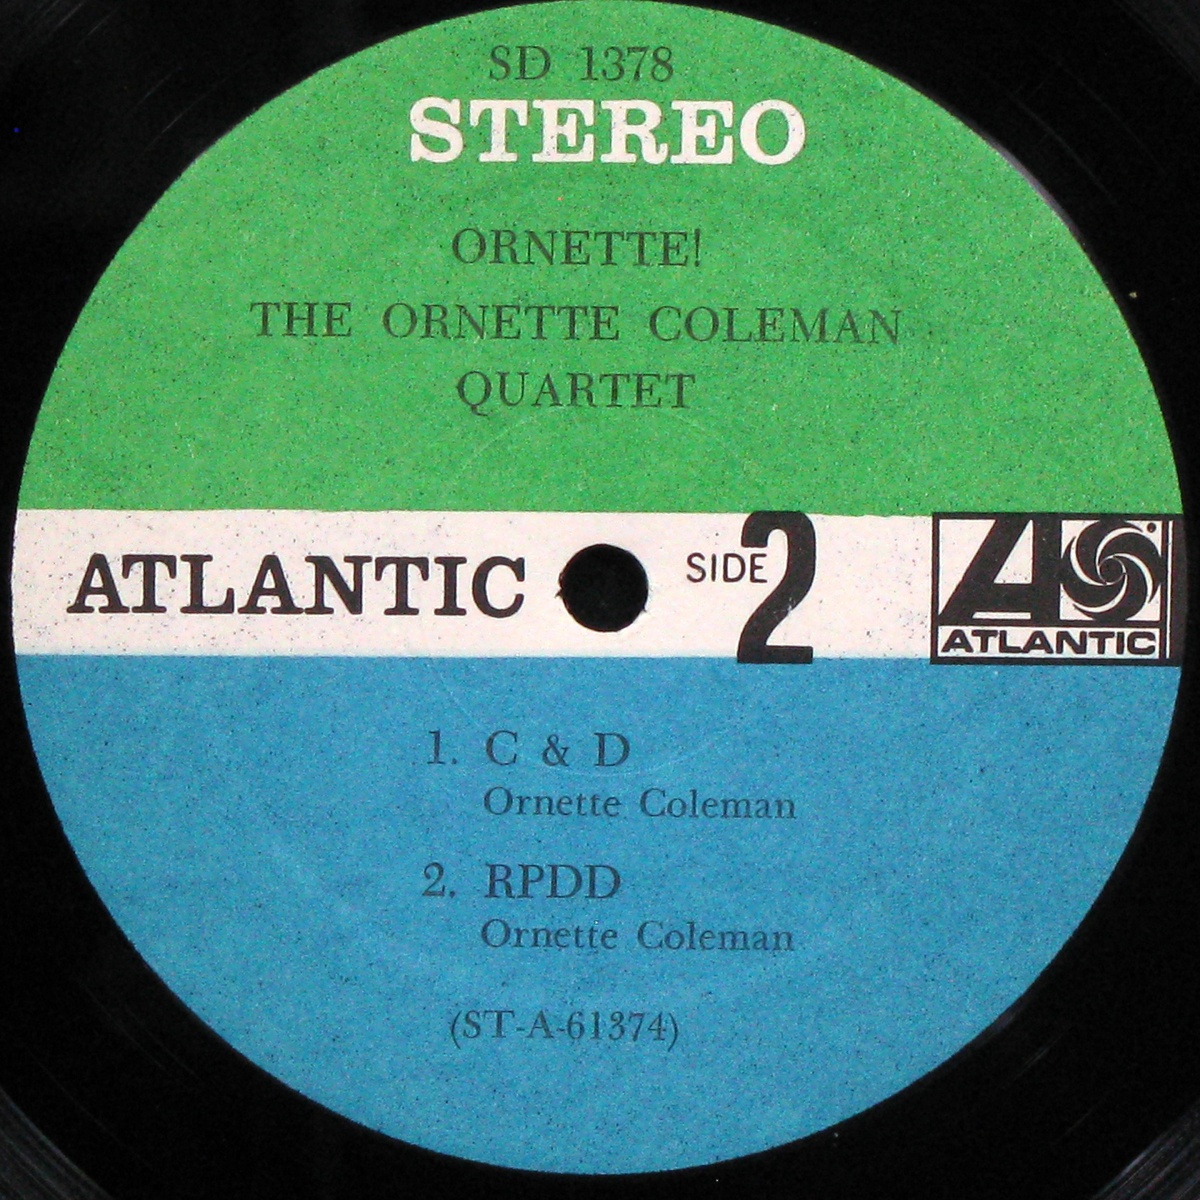 SD 1378
STEREO
ORNETTE!
THE ORNETTE COLEMAN
QUARTET
ATLANTIC
SIDE 2
ATLANTIC
1. C & D
Ornette Coleman
2. RPDD
Ornette Coleman
(ST-A-61374)